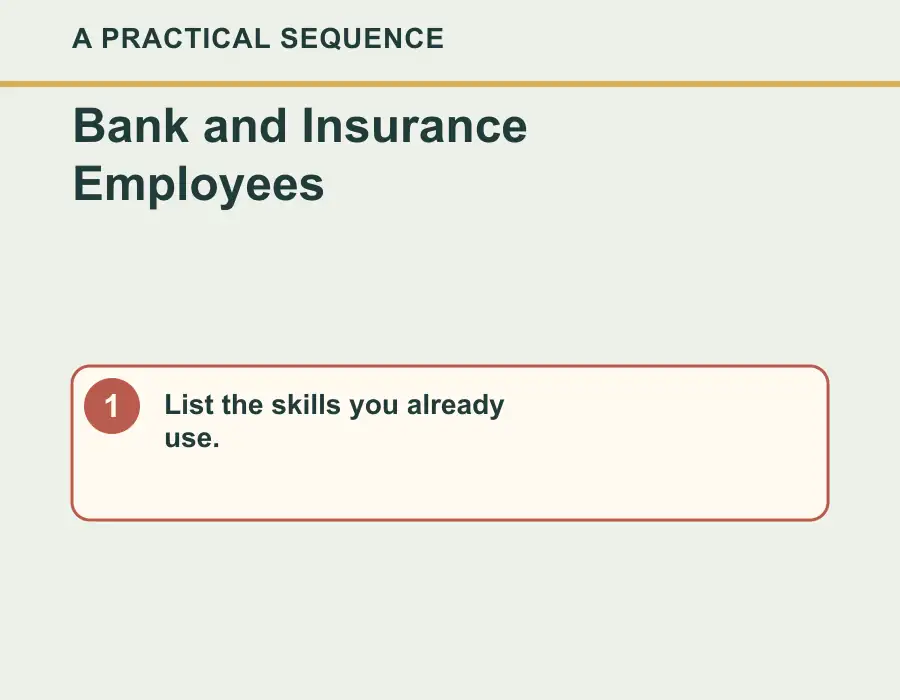 A PRACTICAL SEQUENCE
Bank and Insurance
Employees
1
List the skills you already
use.